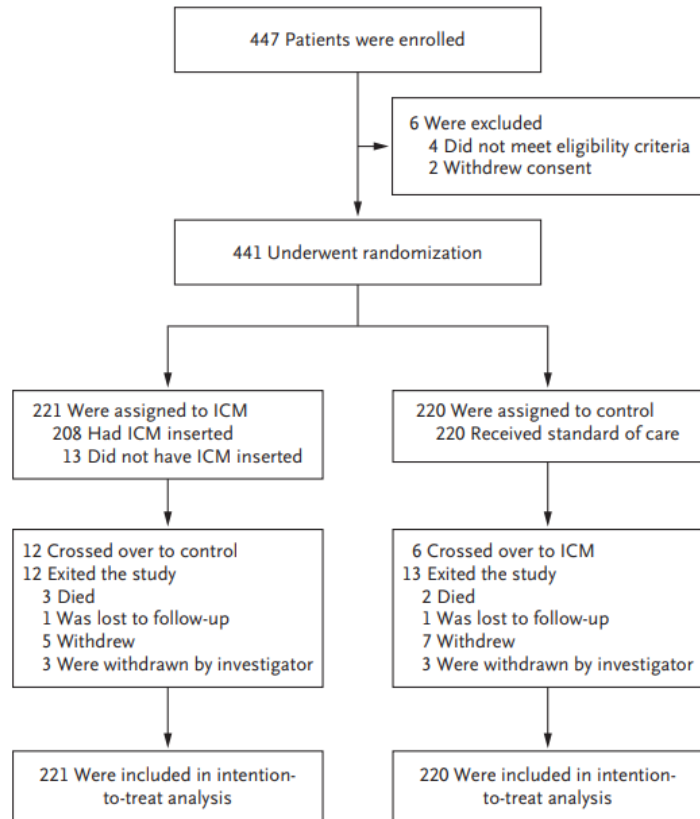 447 Patients were enrolled
6 Were excluded
4 Did not meet eligibility criteria
2 Withdrew consent
441 Underwent randomization
221 Were assigned to ICM
208 Had ICM inserted
13 Did not have ICM inserted
220 Were assigned to control
220 Received standard of care
12 Crossed over to control
12 Exited the study
3 Died
1 Was lost to follow-up
5 Withdrew
3 Were withdrawn by investigator
6 Crossed over to ICM
13 Exited the study
2 Died
1 Was lost to follow-up
7 Withdrew
3 Were withdrawn by investigator
221 Were included in intention-
to-treat analysis
220 Were included in intention-
to-treat analysis